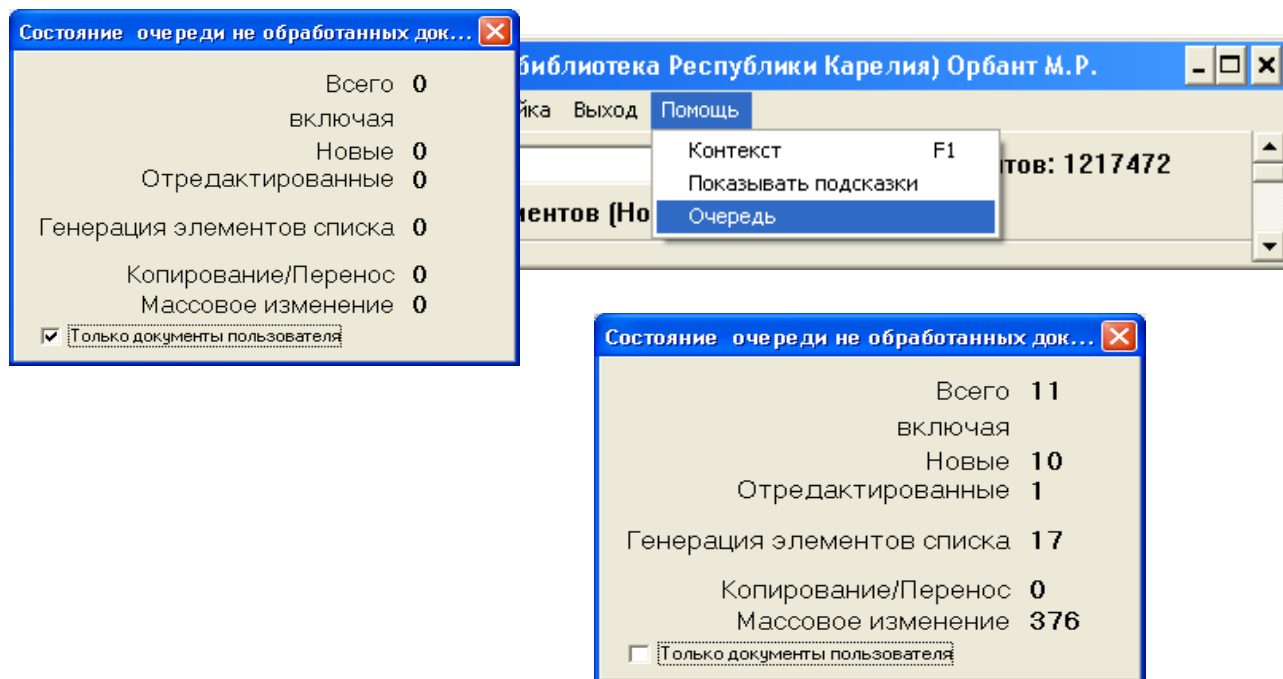 Состояние очереди не обработанных док...
Всего 0
включая
Новые 0
Отредактированные 0
Генерация элементов списка 0
Копирование/Перенос 0
Массовое изменение 0
Только документы пользователя
библиотека Республики Карелия) Орбант М.Р.
йка Выход Помощь
Контекст F1
Показывать подсказки
Очередь
тов: 1217472
ментов (Но
Состояние очереди не обработанных док...
Всего 11
включая
Новые 10
Отредактированные 1
Генерация элементов списка 17
Копирование/Перенос 0
Массовое изменение 376
Только документы пользователя